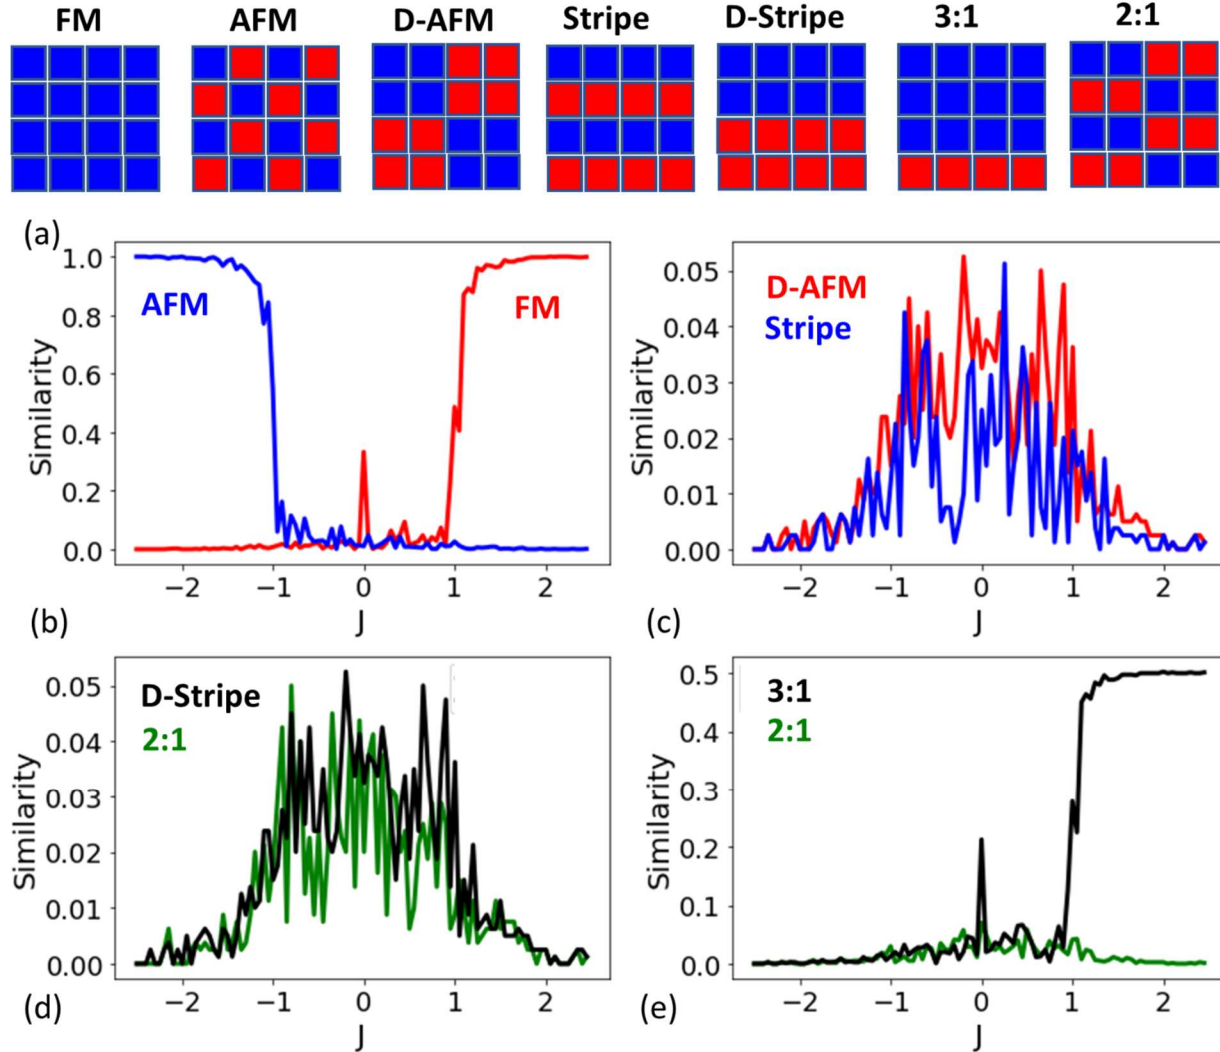 FM AFM D-AFM Stripe D-Stripe 3:1 2:1
(a)
1.0
0.8
0.6
0.4
0.2
0.0
Similarity
AFM
FM
−2 −1 0 1 2
J
(b)
0.05
0.04
0.03
0.02
0.01
0.00
Similarity
D-AFM
Stripe
−2 −1 0 1 2
J
(c)
0.05
0.04
0.03
0.02
0.01
0.00
Similarity
D-Stripe
2:1
−2 −1 0 1 2
J
(d)
0.5
0.4
0.3
0.2
0.1
0.0
Similarity
3:1
2:1
−2 −1 0 1 2
J
(e)